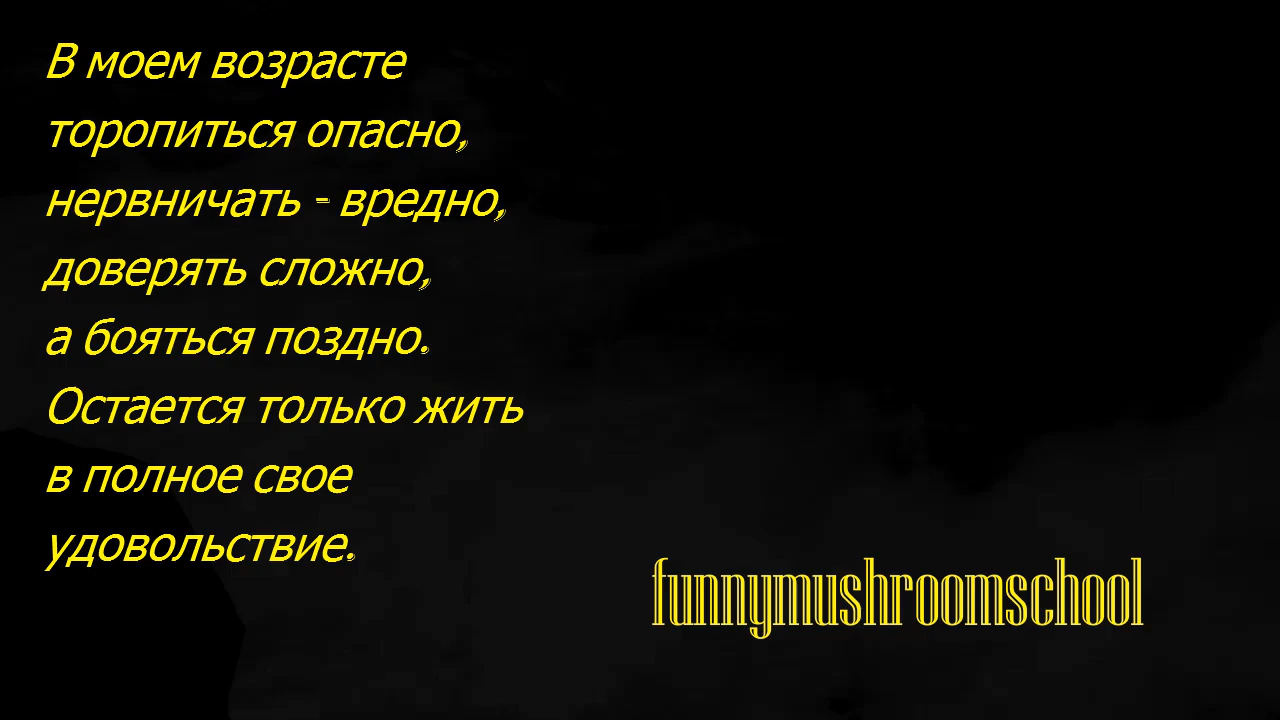 В моем возрасте
торопиться опасно,
нервничать - вредно,
доверять сложно,
а бояться поздно.
Остается только жить
в полное свое
удовольствие.
funnymushroomschool